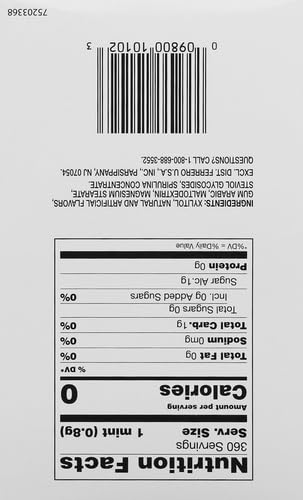 Nutrition Facts
360 Servings
Serv. Size 1 mint (0.8g)
Amount per serving
Calories 0
% DV*
Total Fat 0g 0%
Sodium 0mg 0%
Total Carb. 1g 0%
Total Sugars 0g
Incl. 0g Added Sugars 0%
Sugar Alc. 1g
Protein 0g
*%DV = %Daily Value
INGREDIENTS: XYLITOL, NATURAL AND ARTIFICIAL FLAVORS,
GUM ARABIC, MALTODEXTRIN, MAGNESIUM STEARATE,
STEVIOL GLYCOSIDES, SPIRULINA CONCENTRATE.
EXCL. DIST. FERRERO U.S.A., INC., PARSIPPANY, NJ 07054.
QUESTIONS? CALL 1-800-688-3552.
0 09800 10102 3
75203368